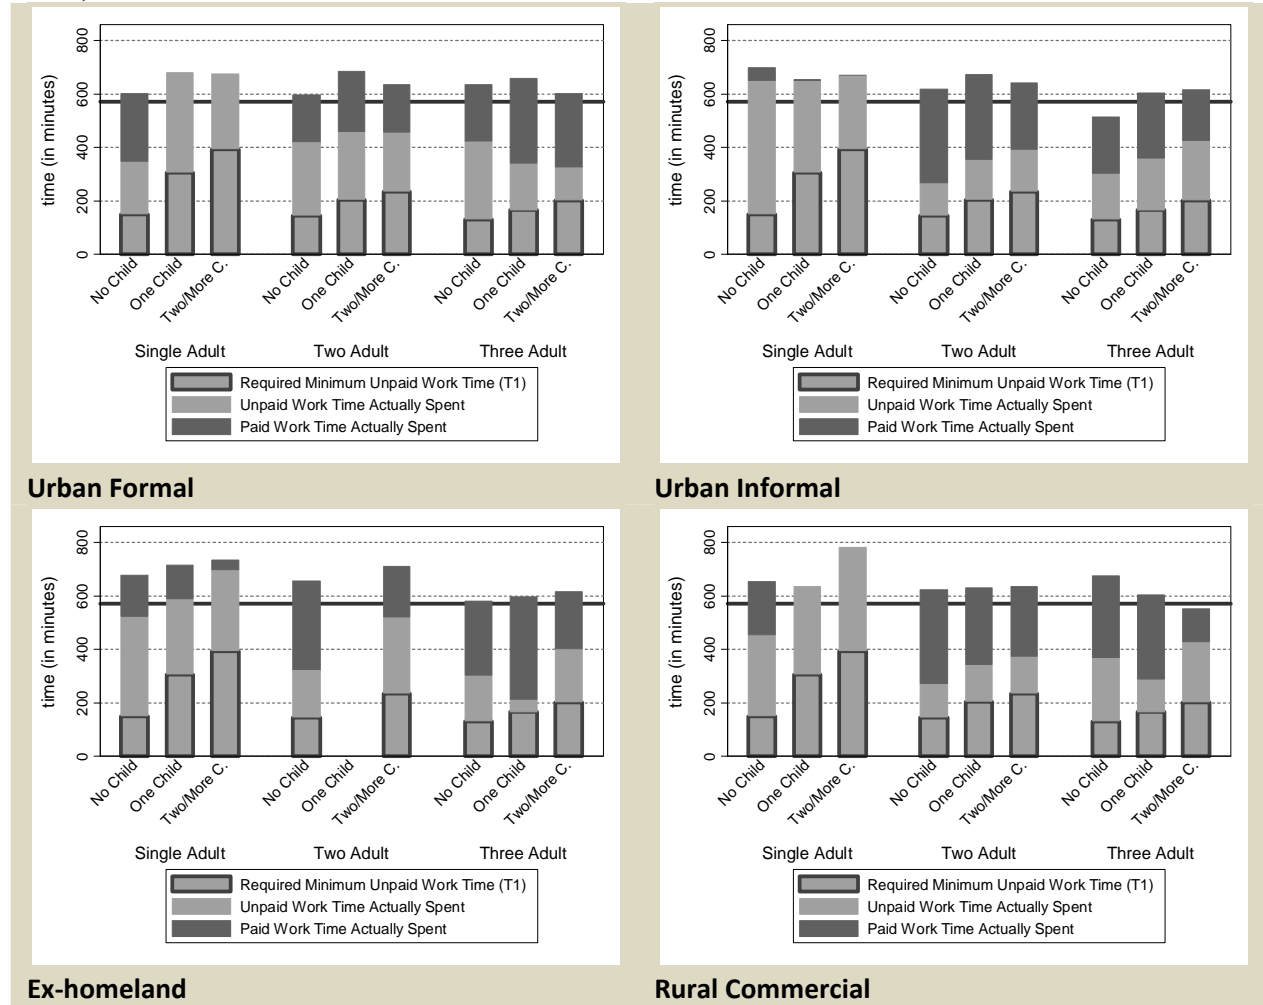 800
600
400
200
0
time (in minutes)
No Child
One Child
Two/More C.
No Child
One Child
Two/More C.
No Child
One Child
Two/More C.
Single Adult Two Adult Three Adult
Required Minimum Unpaid Work Time (T1)
Unpaid Work Time Actually Spent
Paid Work Time Actually Spent
Urban Formal
800
600
400
200
0
time (in minutes)
No Child
One Child
Two/More C.
No Child
One Child
Two/More C.
No Child
One Child
Two/More C.
Single Adult Two Adult Three Adult
Required Minimum Unpaid Work Time (T1)
Unpaid Work Time Actually Spent
Paid Work Time Actually Spent
Urban Informal
800
600
400
200
0
time (in minutes)
No Child
One Child
Two/More C.
No Child
One Child
Two/More C.
No Child
One Child
Two/More C.
Single Adult Two Adult Three Adult
Required Minimum Unpaid Work Time (T1)
Unpaid Work Time Actually Spent
Paid Work Time Actually Spent
Ex-homeland
800
600
400
200
0
time (in minutes)
No Child
One Child
Two/More C.
No Child
One Child
Two/More C.
No Child
One Child
Two/More C.
Single Adult Two Adult Three Adult
Required Minimum Unpaid Work Time (T1)
Unpaid Work Time Actually Spent
Paid Work Time Actually Spent
Rural Commercial